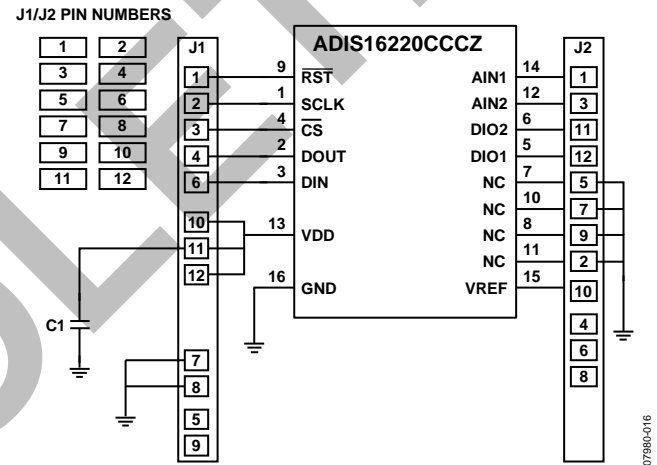 J1/J2 PIN NUMBERS
1 2
3 4
5 6
7 8
9 10
11 12
J1
1
2
3
4
6
10
11
12
7
8
5
9
C1
ADIS16220CCCZ
9 RST
1 SCLK
4 CS
2 DOUT
3 DIN
13 VDD
16 GND
AIN1 14
AIN2 12
DIO2 6
DIO1 5
NC 7
NC 10
NC 8
NC 11
VREF 15
J2
1
3
11
12
5
7
9
2
10
4
6
8
07980-016